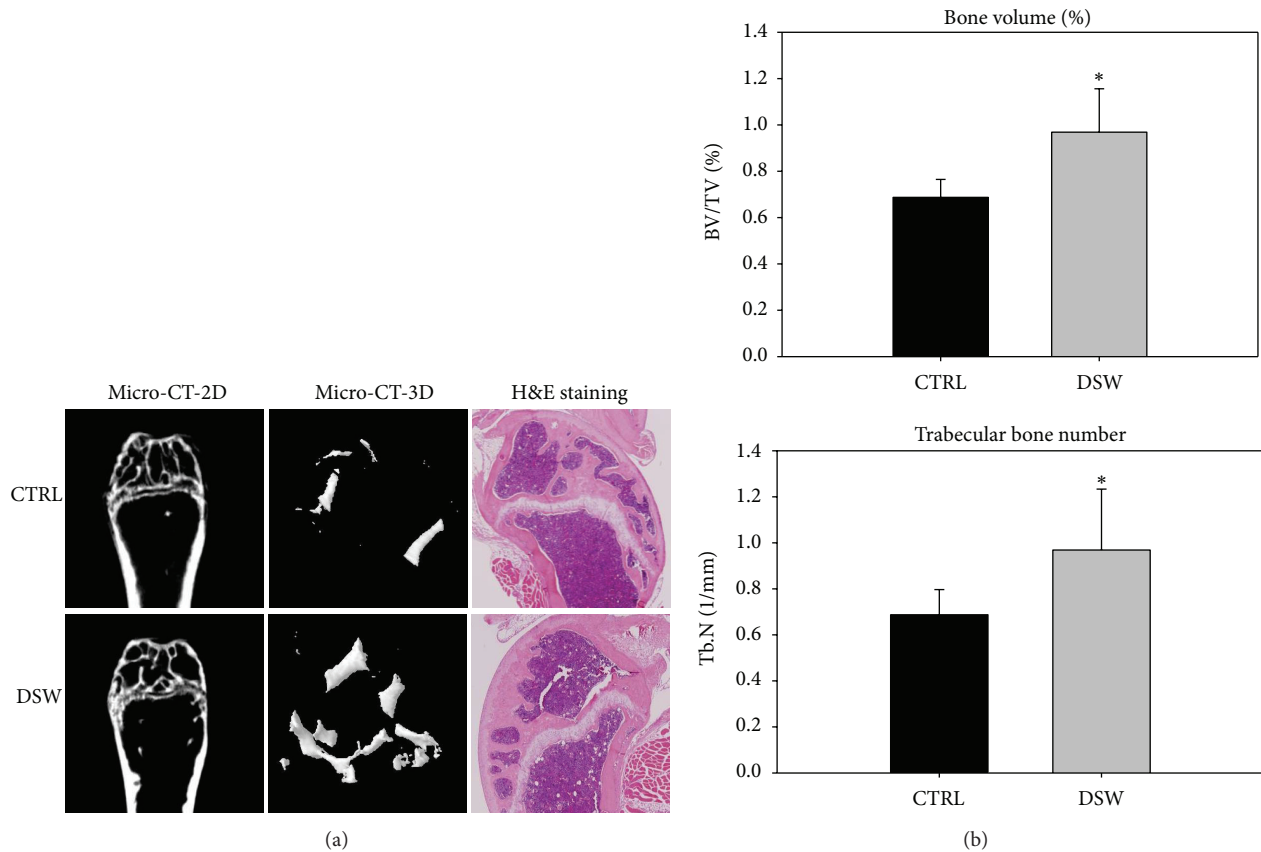 Micro-CT-2D
Micro-CT-3D
H&E staining
CTRL
DSW
(a)
Bone volume (%)
BV/TV (%)
1.4
1.2
1.0
0.8
0.6
0.4
0.2
0.0
*
CTRL
DSW
Trabecular bone number
Tb.N (1/mm)
1.4
1.2
1.0
0.8
0.6
0.4
0.2
0.0
*
CTRL
DSW
(b)